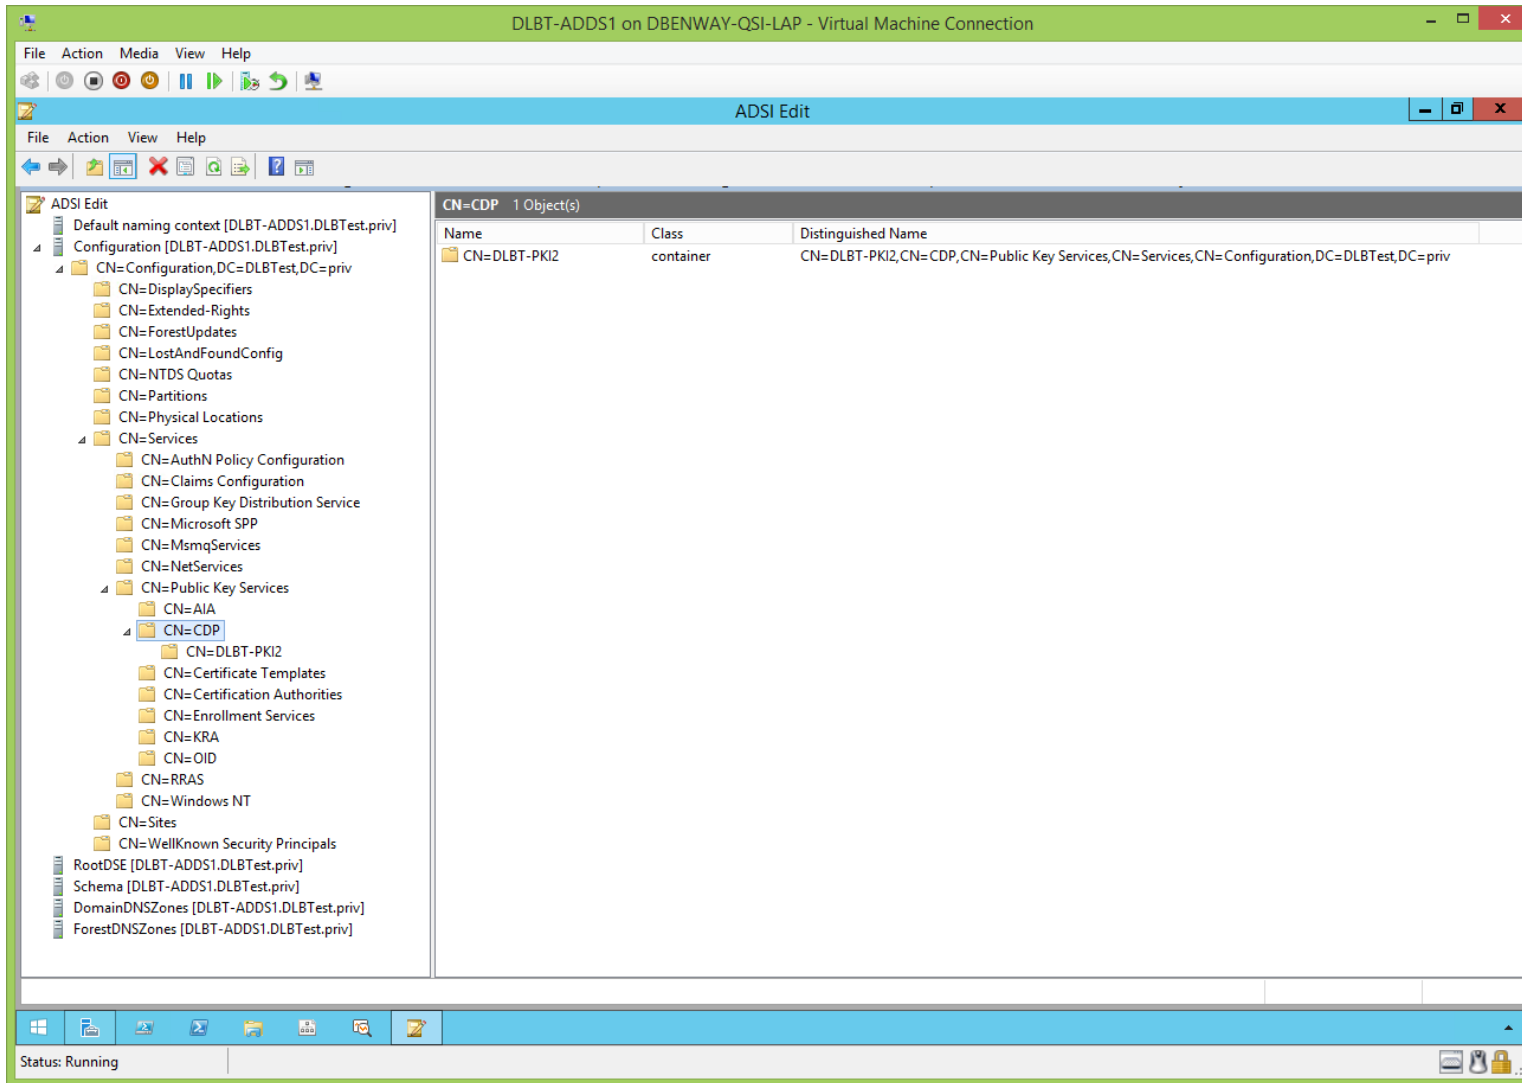 DLBT-ADDS1 on DBENWAY-QSI-LAP - Virtual Machine Connection
File Action Media View Help
ADSI Edit
File Action View Help
ADSI Edit
Default naming context [DLBT-ADDS1.DLBTest.priv]
Configuration [DLBT-ADDS1.DLBTest.priv]
CN=Configuration,DC=DLBTest,DC=priv
CN=DisplaySpecifiers
CN=Extended-Rights
CN=ForestUpdates
CN=LostAndFoundConfig
CN=NTDS Quotas
CN=Partitions
CN=Physical Locations
CN=Services
CN=AuthN Policy Configuration
CN=Claims Configuration
CN=Group Key Distribution Service
CN=Microsoft SPP
CN=MsmqServices
CN=NetServices
CN=Public Key Services
CN=AIA
CN=CDP
CN=DLBT-PKI2
CN=Certificate Templates
CN=Certification Authorities
CN=Enrollment Services
CN=KRA
CN=OID
CN=RRAS
CN=Windows NT
CN=Sites
CN=WellKnown Security Principals
RootDSE [DLBT-ADDS1.DLBTest.priv]
Schema [DLBT-ADDS1.DLBTest.priv]
DomainDNSZones [DLBT-ADDS1.DLBTest.priv]
ForestDNSZones [DLBT-ADDS1.DLBTest.priv]
CN=CDP 1 Object(s)
Name Class Distinguished Name
CN=DLBT-PKI2 container CN=DLBT-PKI2,CN=CDP,CN=Public Key Services,CN=Services,CN=Configuration,DC=DLBTest,DC=priv
Status: Running